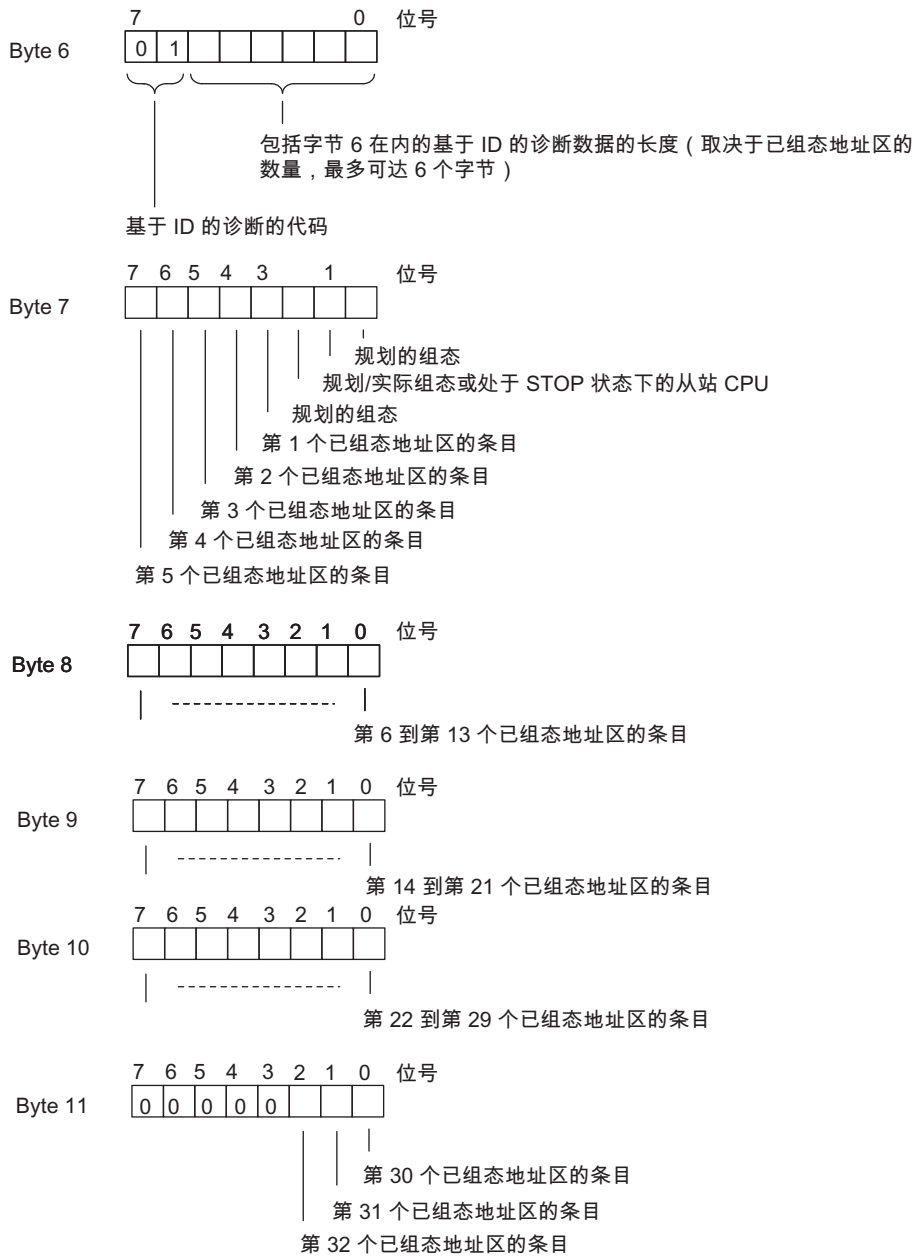 7 0 位号
Byte 6 0 1
包括字节 6 在内的基于 ID 的诊断数据的长度（取决于已组态地址区的
数量，最多可达 6 个字节）
基于 ID 的诊断的代码
7 6 5 4 3 1 位号
Byte 7
规划的组态
规划/实际组态或处于 STOP 状态下的从站 CPU
规划的组态
第 1 个已组态地址区的条目
第 2 个已组态地址区的条目
第 3 个已组态地址区的条目
第 4 个已组态地址区的条目
第 5 个已组态地址区的条目
7 6 5 4 3 2 1 0 位号
Byte 8
第 6 到第 13 个已组态地址区的条目
7 6 5 4 3 2 1 0 位号
Byte 9
第 14 到第 21 个已组态地址区的条目
7 6 5 4 3 2 1 0 位号
Byte 10
第 22 到第 29 个已组态地址区的条目
7 6 5 4 3 2 1 0 位号
Byte 11 0 0 0 0 0
第 30 个已组态地址区的条目
第 31 个已组态地址区的条目
第 32 个已组态地址区的条目